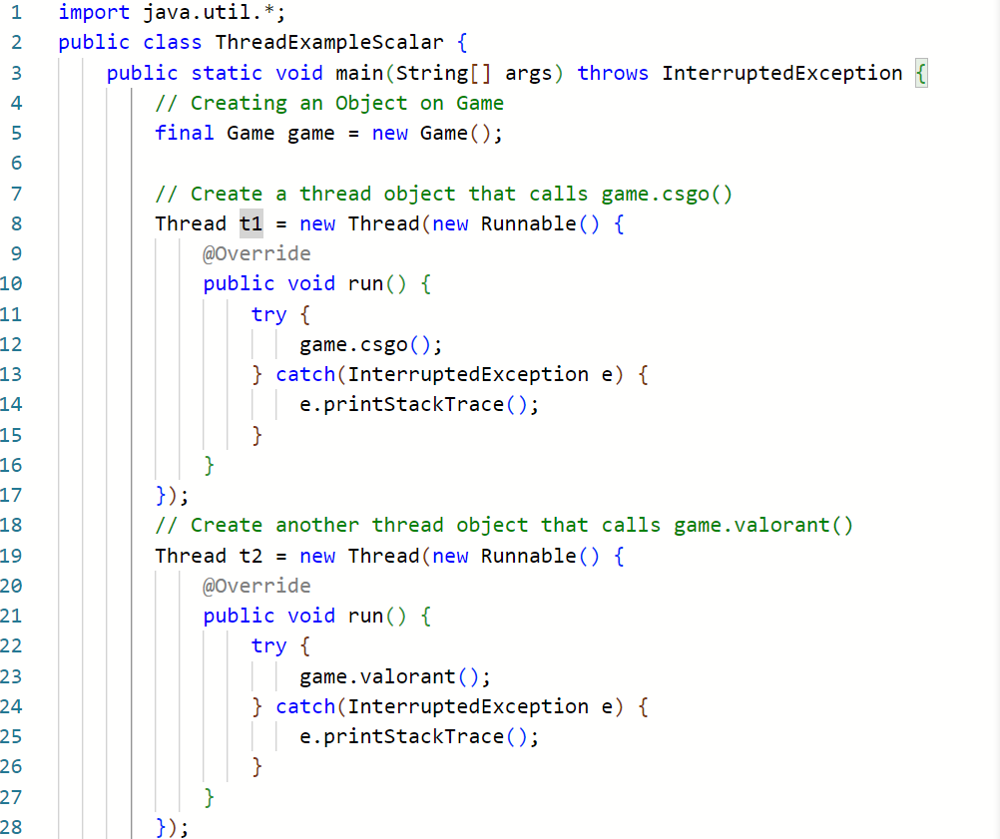 1 import java.util.*;
2 public class ThreadExampleScalar {
3 public static void main(String[] args) throws InterruptedException {
4 // Creating an Object on Game
5 final Game game = new Game();
6
7 // Create a thread object that calls game.csgo()
8 Thread t1 = new Thread(new Runnable() {
9 @Override
10 public void run() {
11 try {
12 game.csgo();
13 } catch(InterruptedException e) {
14 e.printStackTrace();
15 }
16 }
17 });
18 // Create another thread object that calls game.valorant()
19 Thread t2 = new Thread(new Runnable() {
20 @Override
21 public void run() {
22 try {
23 game.valorant();
24 } catch(InterruptedException e) {
25 e.printStackTrace();
26 }
27 }
28 });